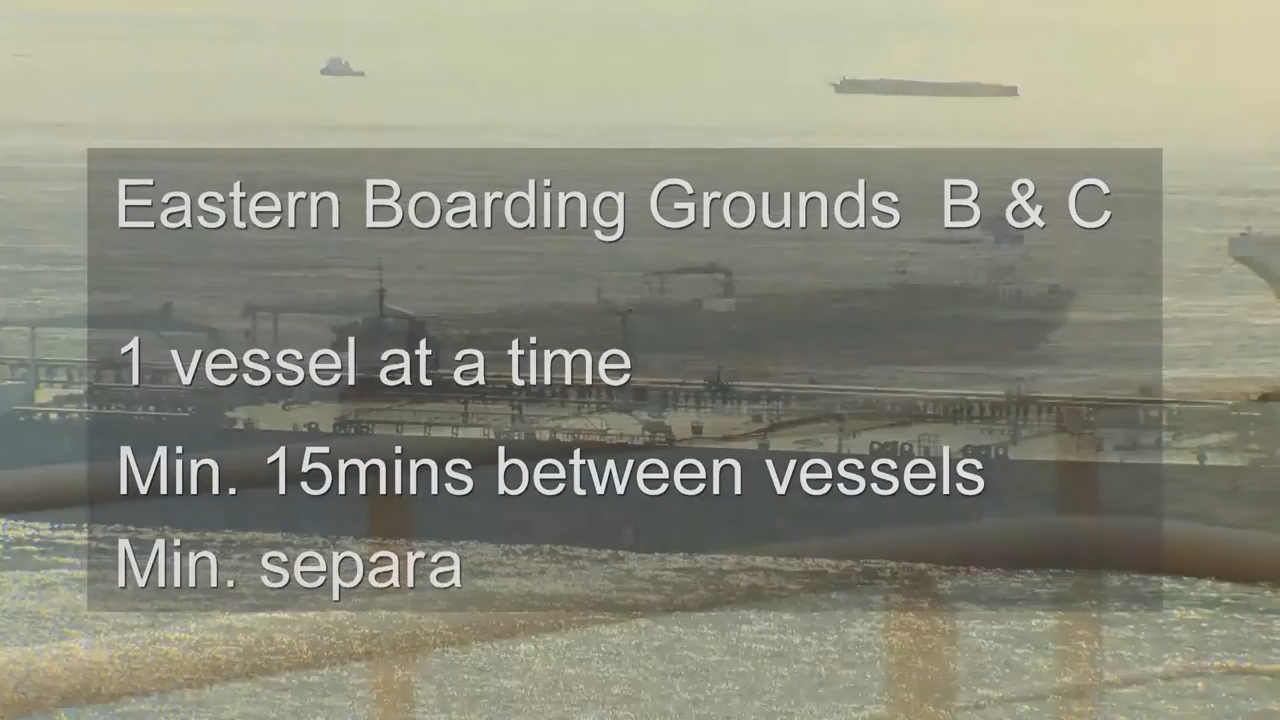 Eastern Boarding Grounds B & C
1 vessel at a time
Min. 15mins between vessels
Min. separa